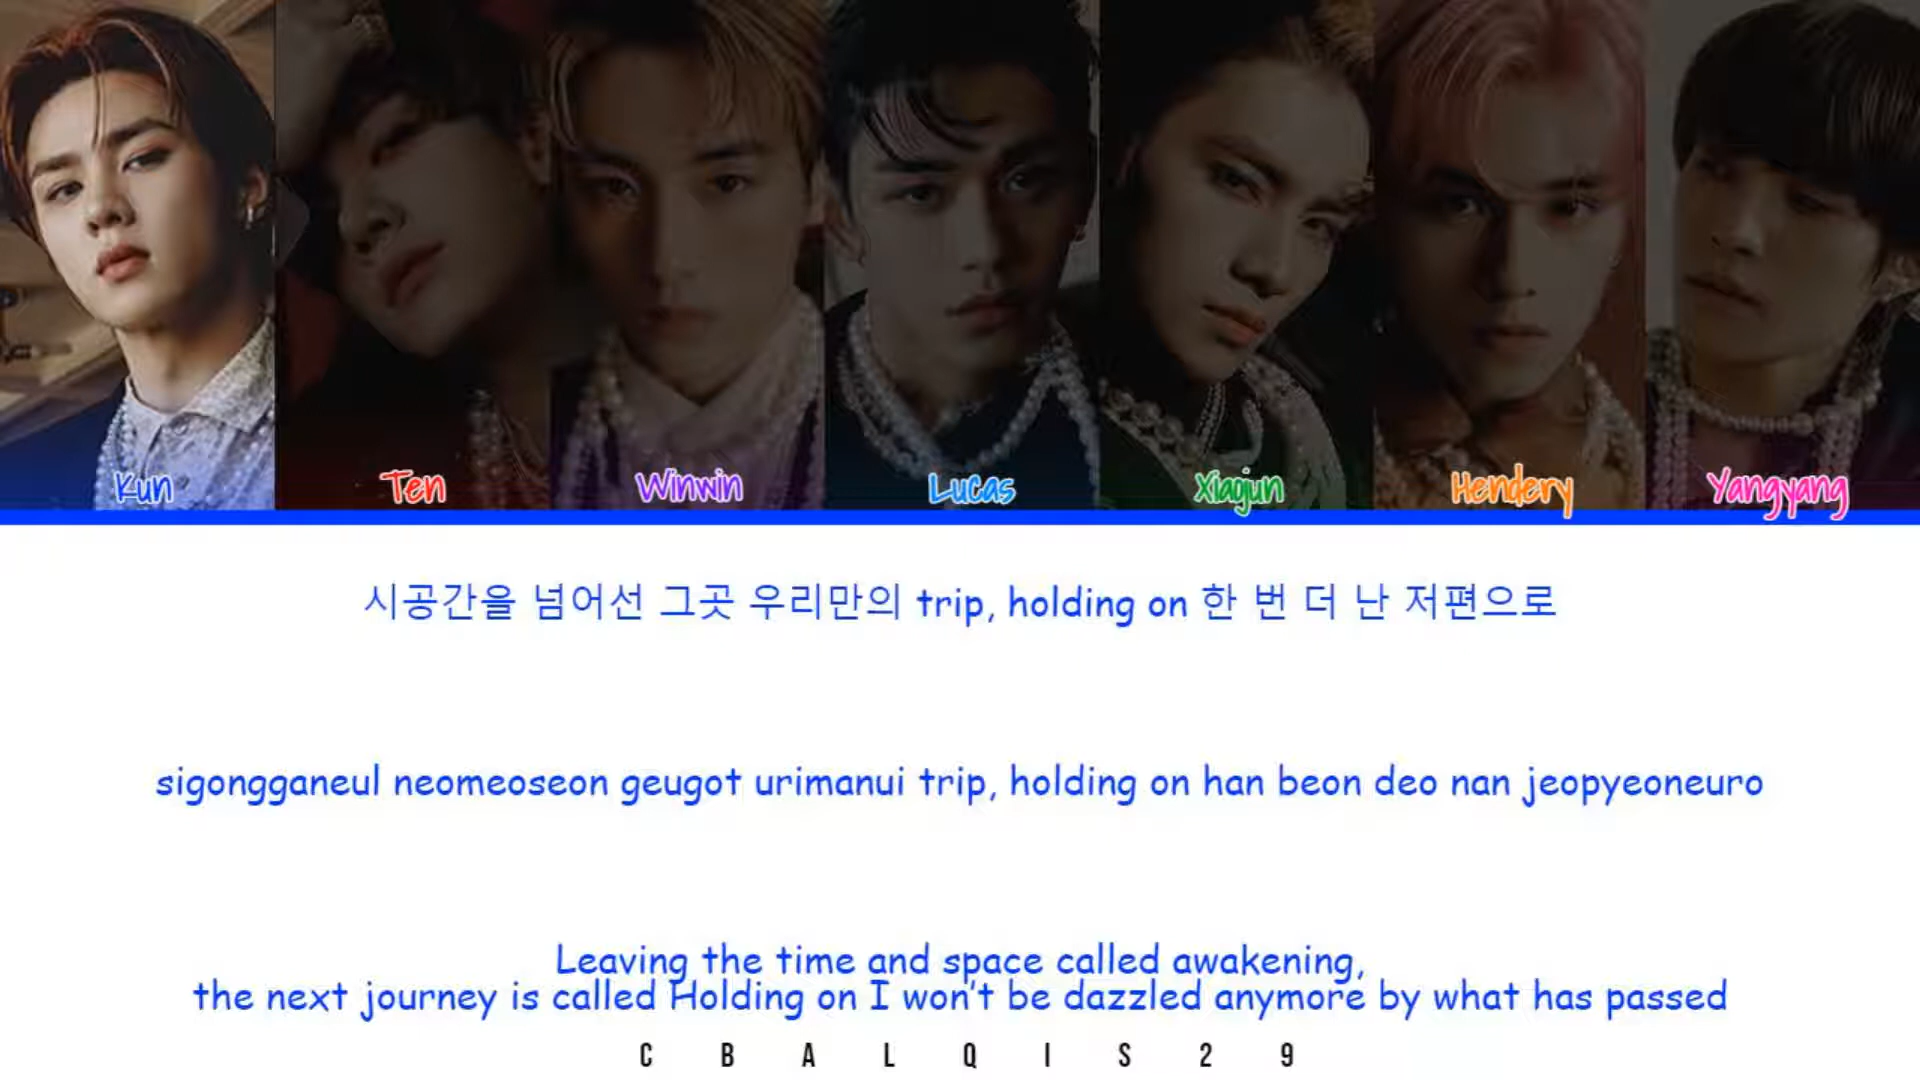 Kun
Ten
Winwin
Lucas
Xiaojun
Hendery
Yangyang
시공간을 넘어선 그곳 우리만의 trip, holding on 한 번 더 난 저편으로
sigongganeul neomeoseon geugot urimanui trip, holding on han beon deo nan jeopyeoneuro
Leaving the time and space called awakening,
the next journey is called Holding on I won't be dazzled anymore by what has passed
CBALQIS29